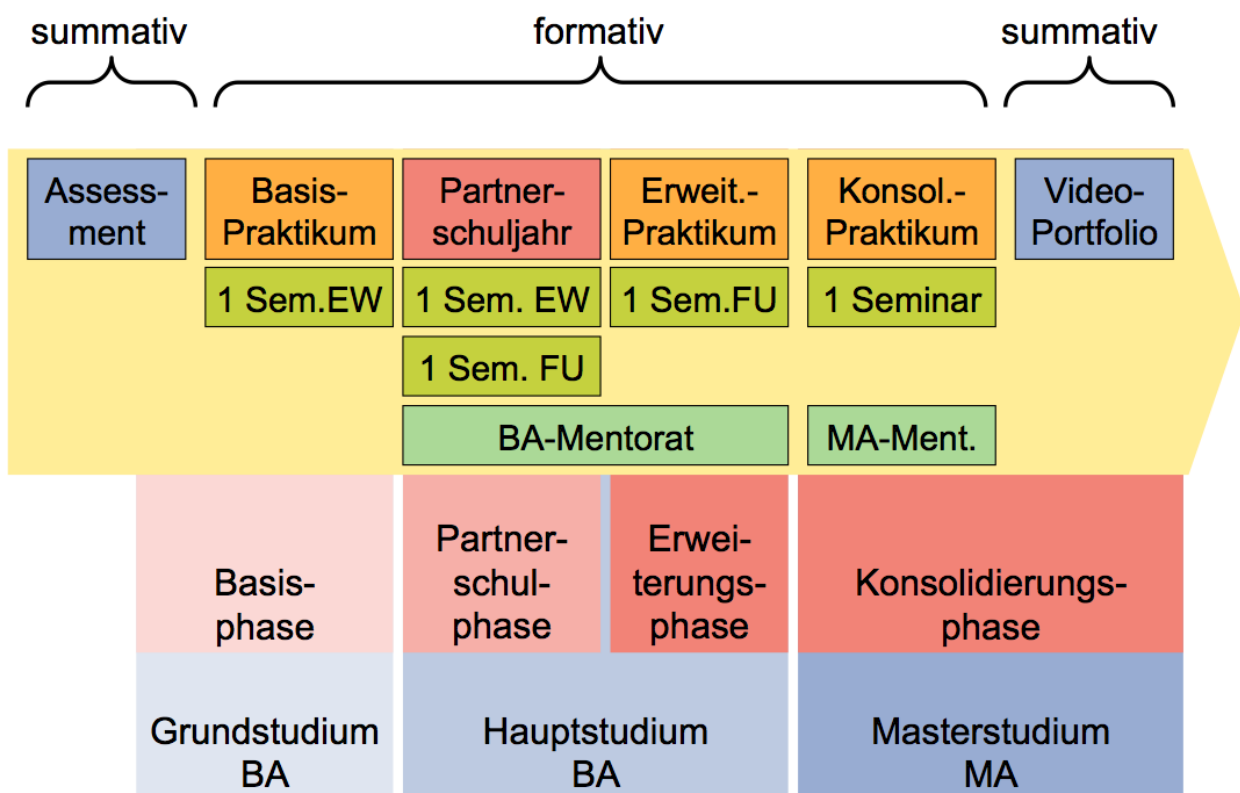 summativ
formativ
summativ
Assess-
ment
Basis-
Praktikum
Partner-
schuljahr
Erweit.-
Praktikum
Konsol.-
Praktikum
Video-
Portfolio
1 Sem.EW
1 Sem. EW
1 Sem.FU
1 Seminar
1 Sem. FU
BA-Mentorat
MA-Ment.
Basis-
phase
Partner-
schul-
phase
Erwei-
terungs-
phase
Konsolidierungs-
phase
Grundstudium
BA
Hauptstudium
BA
Masterstudium
MA